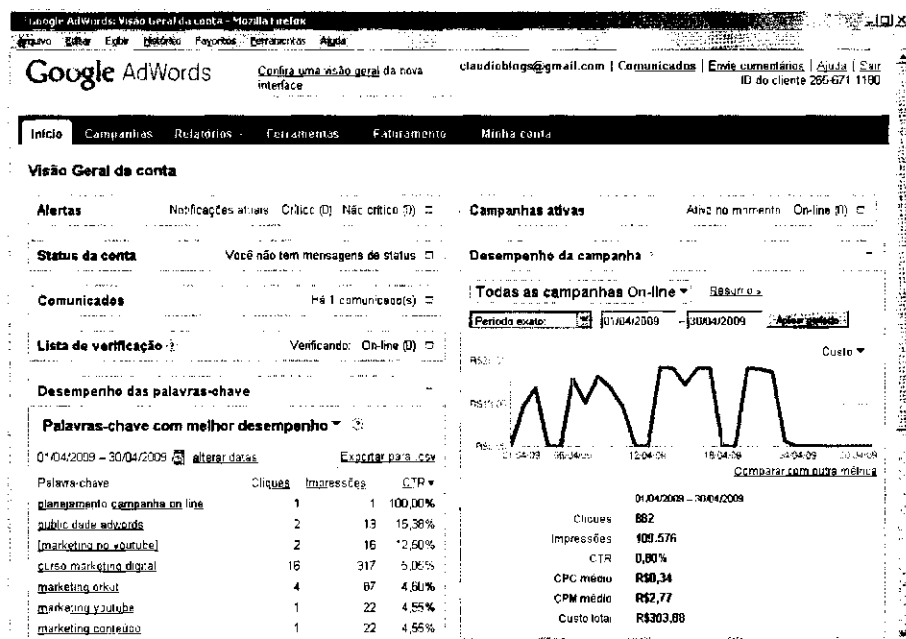 Google AdWords: Visão Geral da conta - Mozilla Firefox
Arquivo Editar Exibir Histórico Favoritos Ferramentas Ajuda
Google AdWords
Confira uma visão geral da nova
interface
claudioblogs@gmail.com | Comunicados | Envie comentários | Ajuda | Sair
ID do cliente 265-671 1180
Início Campanhas Relatórios Ferramentas Faturamento Minha conta
Visão Geral da conta
Alertas Notificações atuais Crítico (0) Não crítico (0)
Status da conta Você não tem mensagens de status
Comunicados Há 1 comunicado(s)
Lista de verificação Verificando: On-line (0)
Desempenho das palavras-chave
Palavras-chave com melhor desempenho
01/04/2009 – 30/04/2009 alterar datas Exportar para .csv
Palavra-chave Cliques Impressões CTR
planejamento campanha on line 1 1 100,00%
publicidade adwords 2 13 15,38%
[marketing no youtube] 2 16 12,50%
curso marketing digital 16 317 5,05%
marketing orkut 4 87 4,60%
marketing youtube 1 22 4,55%
marketing conteúdo 1 22 4,55%
Campanhas ativas Ativo no momento On-line (0)
Desempenho da campanha
Todas as campanhas On-line Resumo »
Período exato: 01/04/2009 – 30/04/2009 Aplicar período
Custo
12/04/09 18/04/09
Comparar com outra métrica
01/04/2009 – 30/04/2009
Cliques 882
Impressões 109.576
CTR 0,80%
CPC médio R$0,34
CPM médio R$2,77
Custo total R$303,88